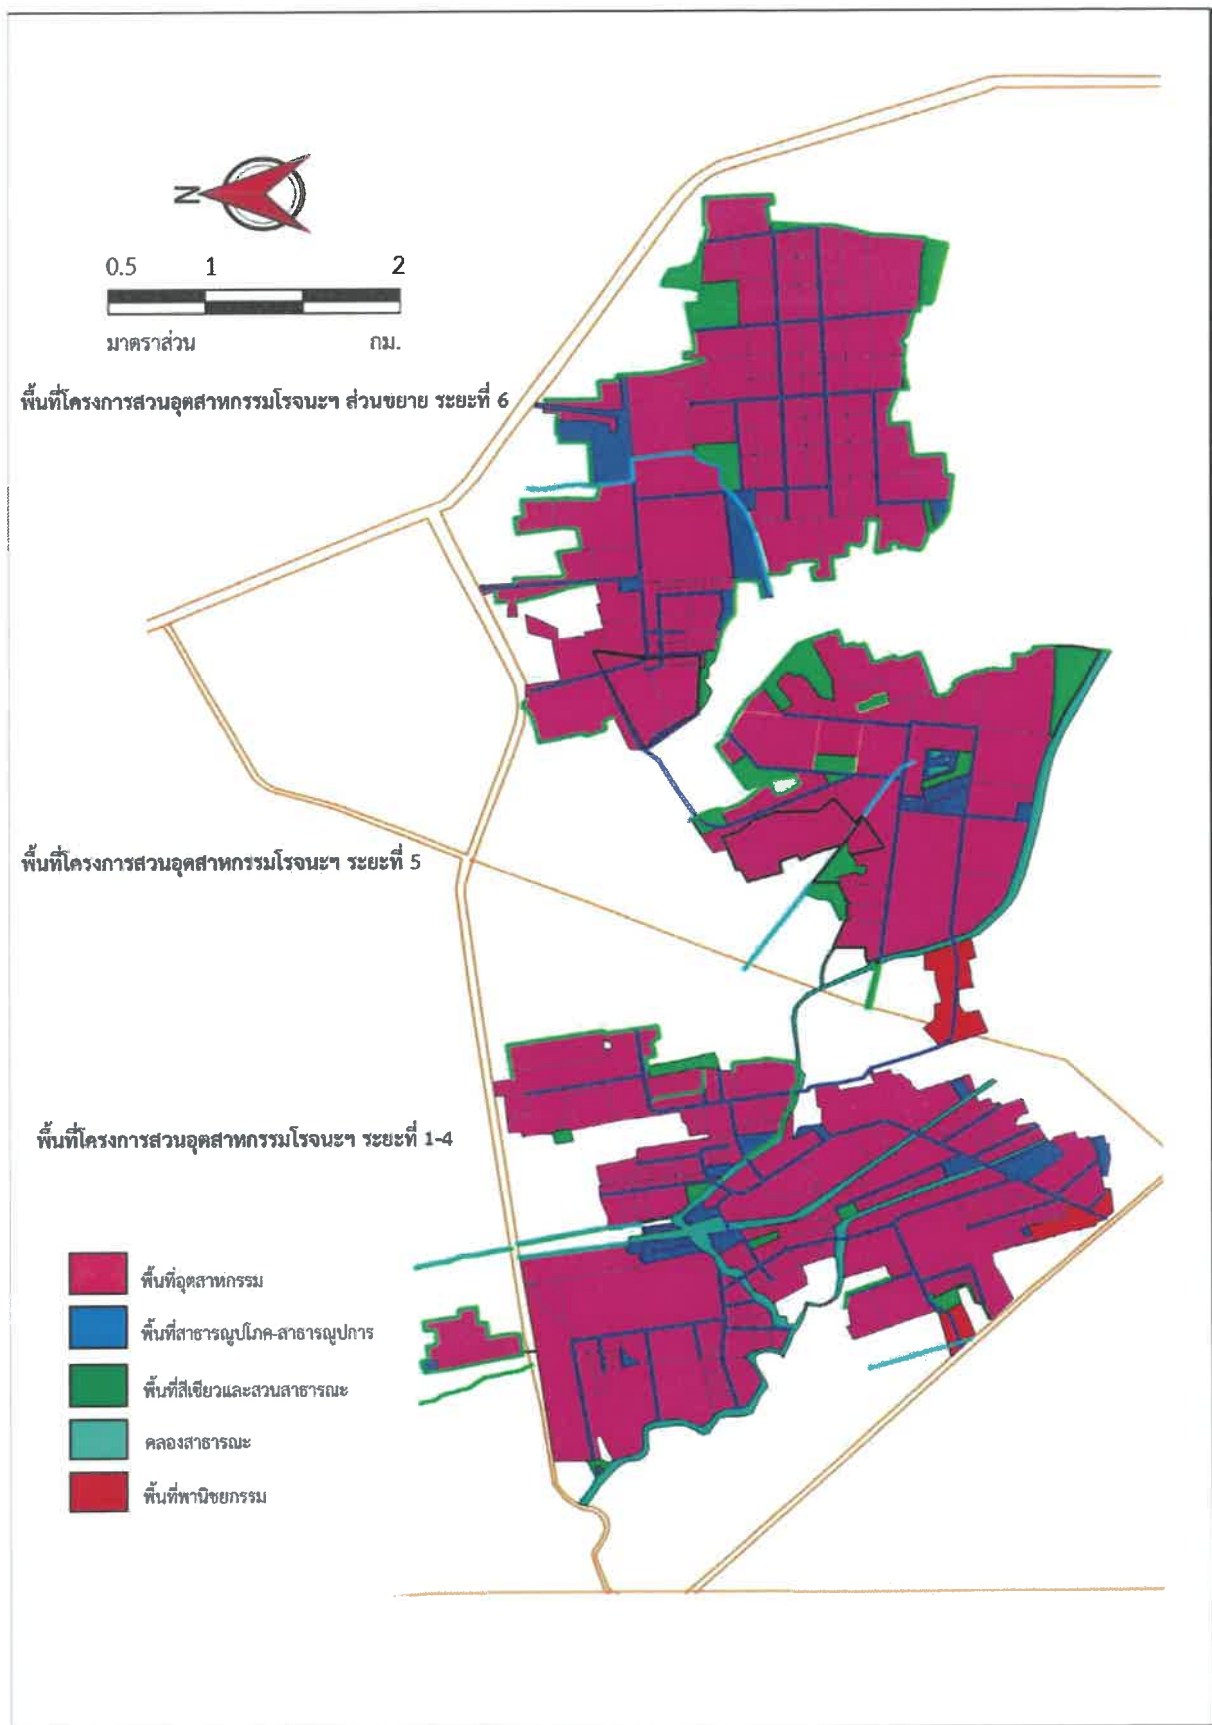 N
0.5 1 2
มาตราส่วน กม.
พื้นที่โครงการสวนอุตสาหกรรมโรจนะฯ ส่วนขยาย ระยะที่ 6
พื้นที่โครงการสวนอุตสาหกรรมโรจนะฯ ระยะที่ 5
พื้นที่โครงการสวนอุตสาหกรรมโรจนะฯ ระยะที่ 1-4
พื้นที่อุตสาหกรรม
พื้นที่สาธารณูปโภค-สาธารณูปการ
พื้นที่สีเขียวและสวนสาธารณะ
คลองสาธารณะ
พื้นที่พานิชยกรรม